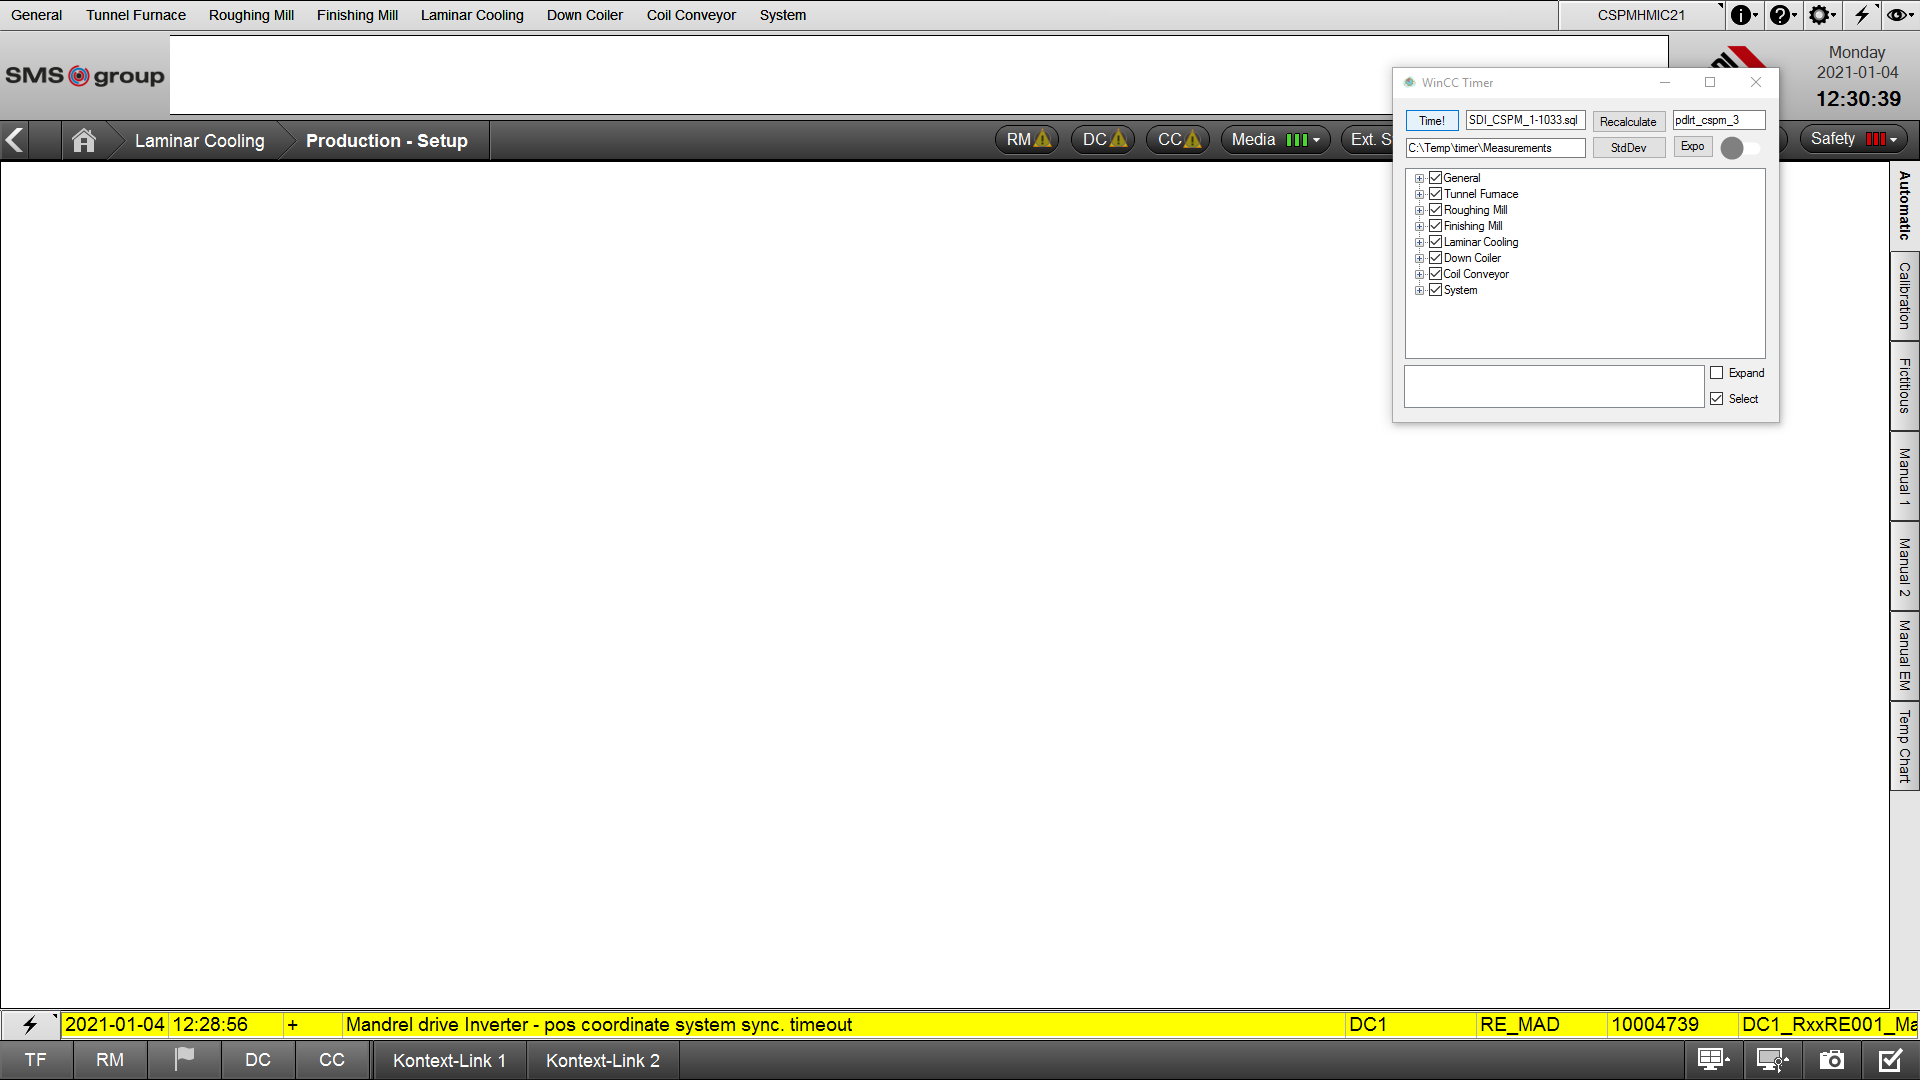 General Tunnel Furnace Roughing Mill Finishing Mill Laminar Cooling Down Coiler Coil Conveyor System CSPMHMIC21
SMS group
Monday
2021-01-04
12:30:39
Laminar Cooling Production - Setup RM DC CC Media Ext. S Safety
WinCC Timer
Time! SDI_CSPM_1-1033.sql Recalculate pdlrt_cspm_3
C:\Temp\timer\Measurements StdDev Expo
General
Tunnel Furnace
Roughing Mill
Finishing Mill
Laminar Cooling
Down Coiler
Coil Conveyor
System
Expand
Select
Automatic
Calibration
Fictitious
Manual 1
Manual 2
Manual EM
Temp Chart
2021-01-04 12:28:56 + Mandrel drive Inverter - pos coordinate system sync. timeout DC1 RE_MAD 10004739 DC1_RxxRE001_Ma
TF RM DC CC Kontext-Link 1 Kontext-Link 2